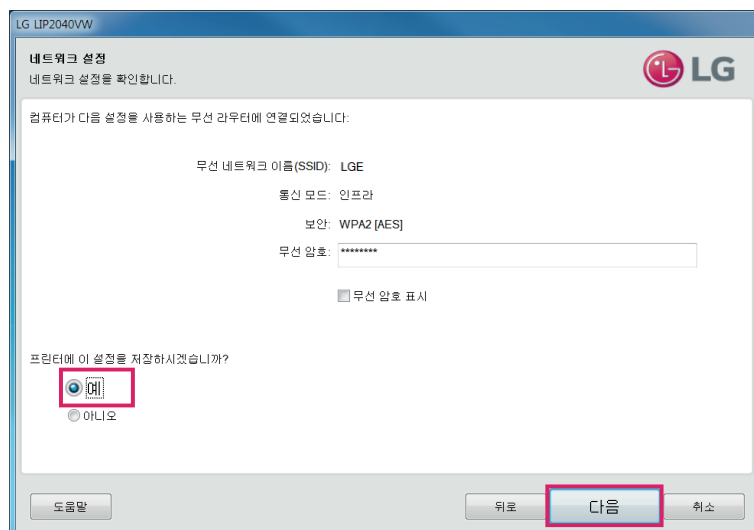 LG LIP2040VW
네트워크 설정
네트워크 설정을 확인합니다.
LG
컴퓨터가 다음 설정을 사용하는 무선 라우터에 연결되었습니다:
무선 네트워크 이름(SSID): LGE
통신 모드: 인프라
보안: WPA2 [AES]
무선 암호: ********
무선 암호 표시
프린터에 이 설정을 저장하시겠습니까?
예
아니오
도움말 뒤로 다음 취소